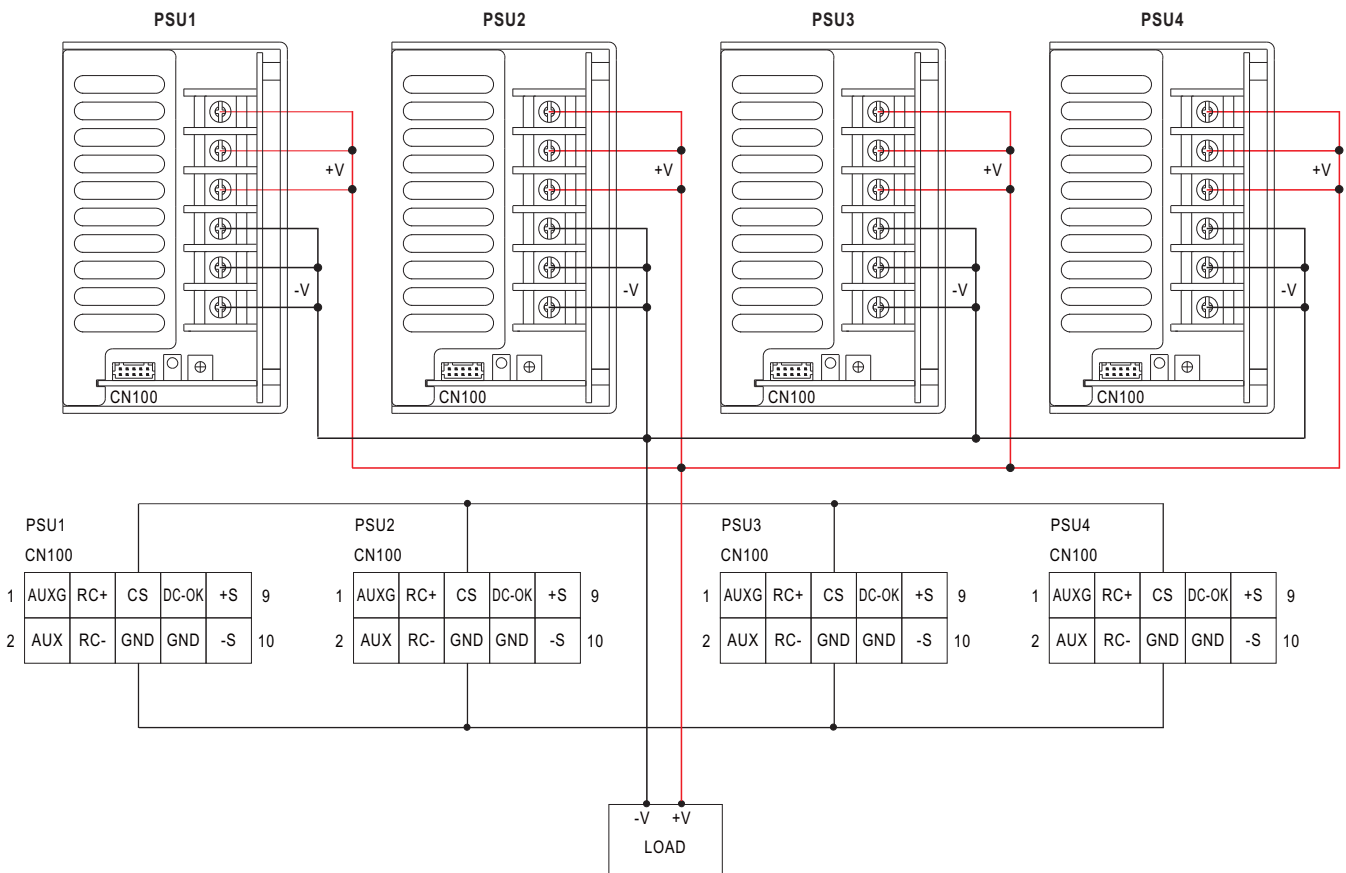 PSU1 PSU2 PSU3 PSU4
+V +V +V +V
-V -V -V -V
CN100 CN100 CN100 CN100
PSU1 PSU2 PSU3 PSU4
CN100 CN100 CN100 CN100
1 AUXG RC+ CS DC-OK +S 9 1 AUXG RC+ CS DC-OK +S 9 1 AUXG RC+ CS DC-OK +S 9 1 AUXG RC+ CS DC-OK +S 9
2 AUX RC- GND GND -S 10 2 AUX RC- GND GND -S 10 2 AUX RC- GND GND -S 10 2 AUX RC- GND GND -S 10
-V +V
LOAD